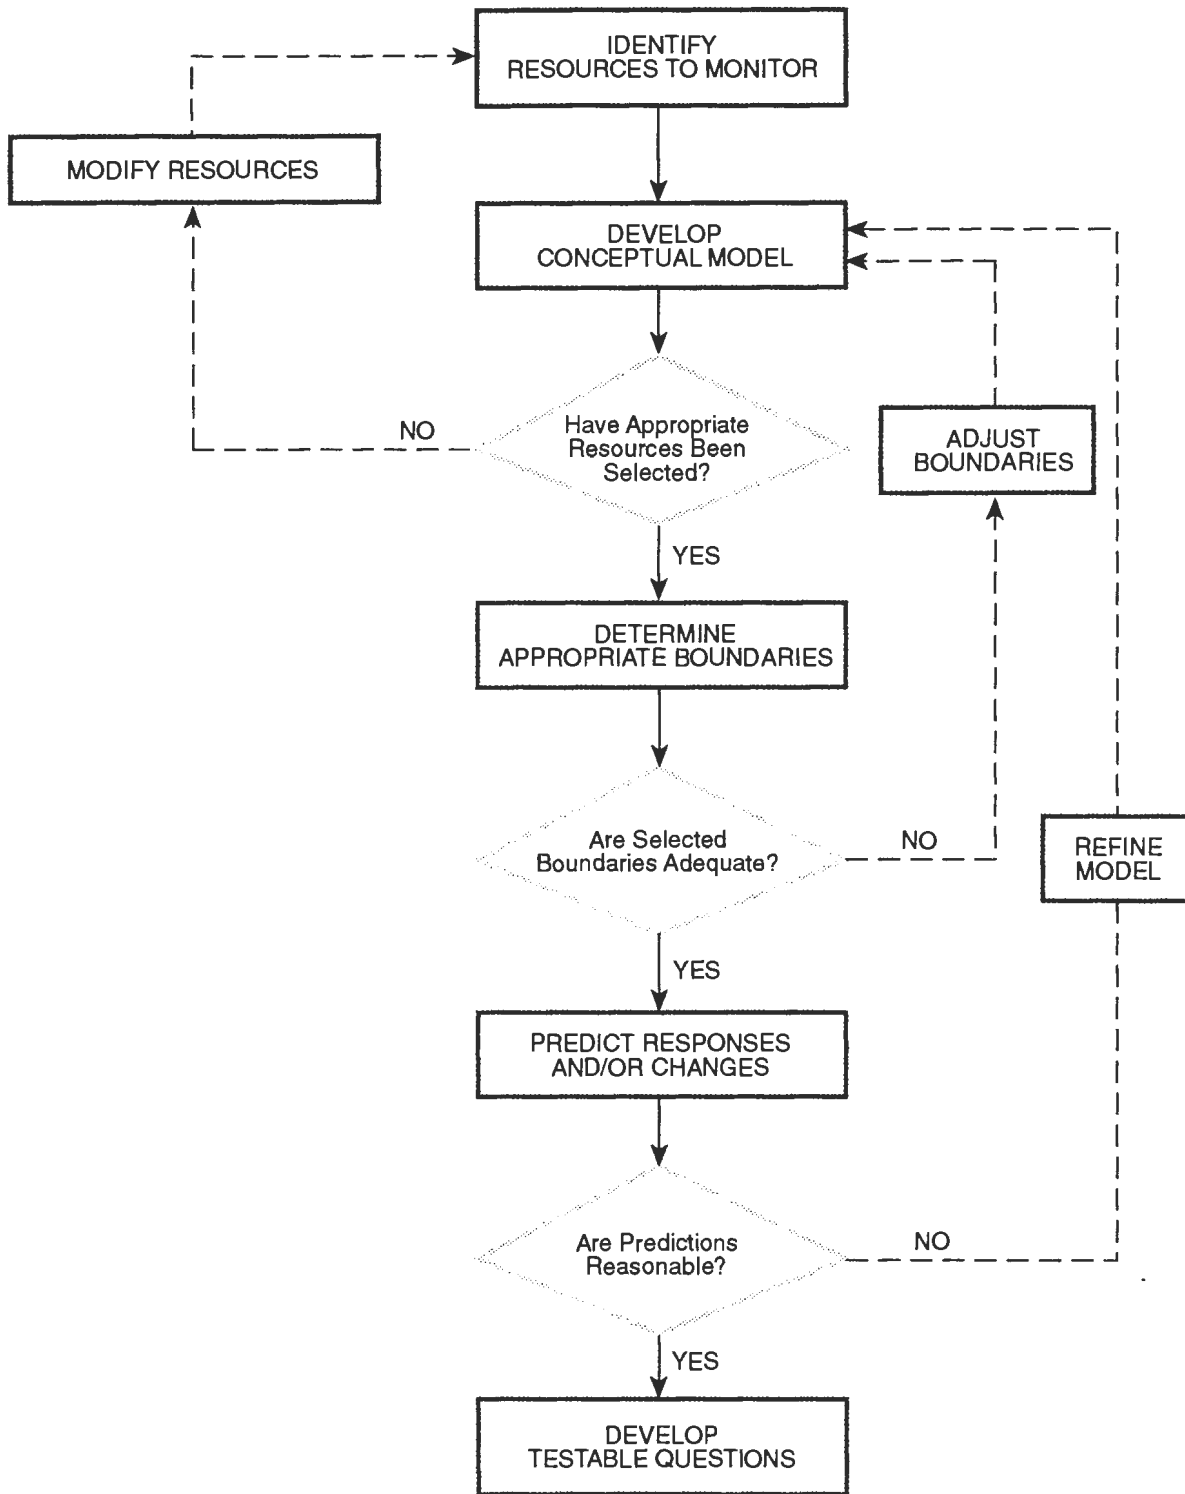 IDENTIFY
RESOURCES TO MONITOR
MODIFY RESOURCES
DEVELOP
CONCEPTUAL MODEL
NO
Have Appropriate
Resources Been
Selected?
ADJUST
BOUNDARIES
YES
DETERMINE
APPROPRIATE BOUNDARIES
Are Selected
Boundaries Adequate?
NO
REFINE
MODEL
YES
PREDICT RESPONSES
AND/OR CHANGES
Are Predictions
Reasonable?
NO
YES
DEVELOP
TESTABLE QUESTIONS